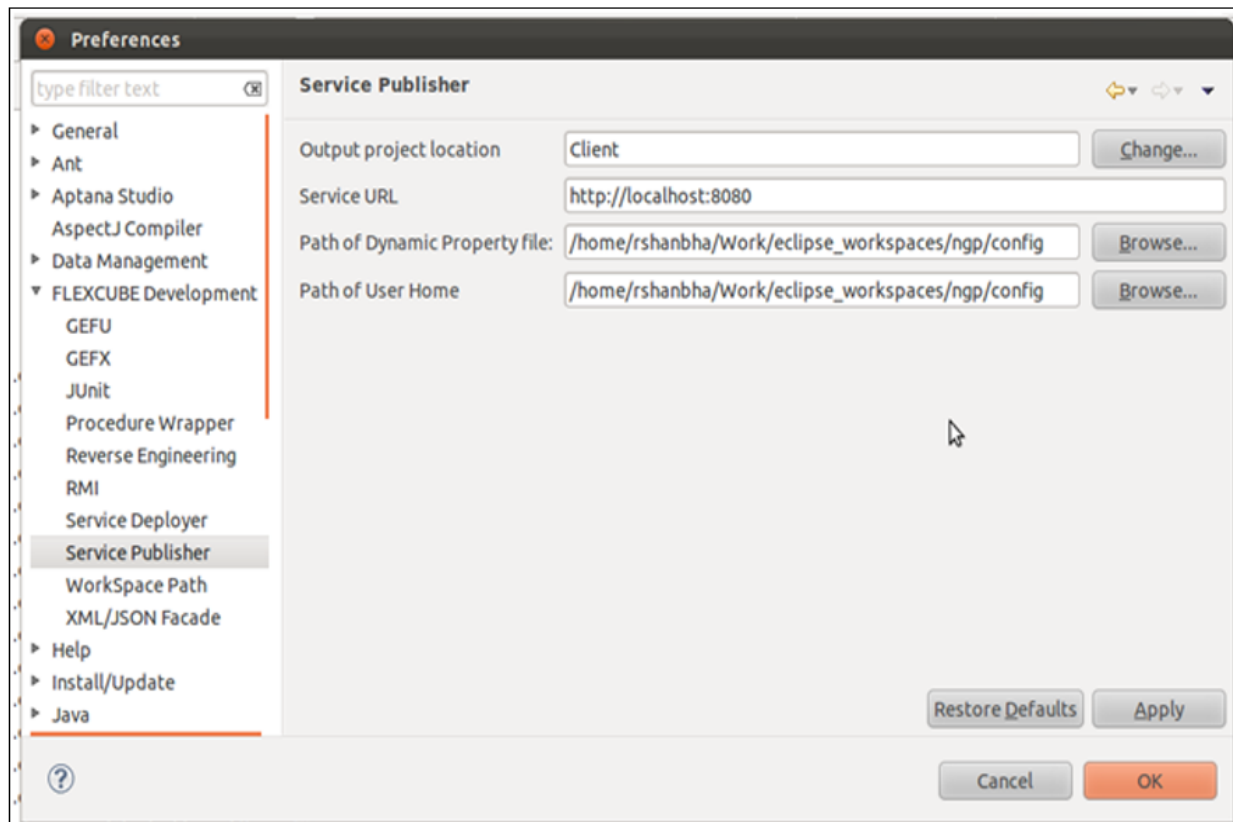 Preferences
type filter text
General
Ant
Aptana Studio
AspectJ Compiler
Data Management
FLEXCUBE Development
GEFU
GEFX
JUnit
Procedure Wrapper
Reverse Engineering
RMI
Service Deployer
Service Publisher
WorkSpace Path
XML/JSON Facade
Help
Install/Update
Java
Service Publisher
Output project location Client Change...
Service URL http://localhost:8080
Path of Dynamic Property file: /home/rshanbha/Work/eclipse_workspaces/ngp/config Browse...
Path of User Home /home/rshanbha/Work/eclipse_workspaces/ngp/config Browse...
Restore Defaults Apply
Cancel OK